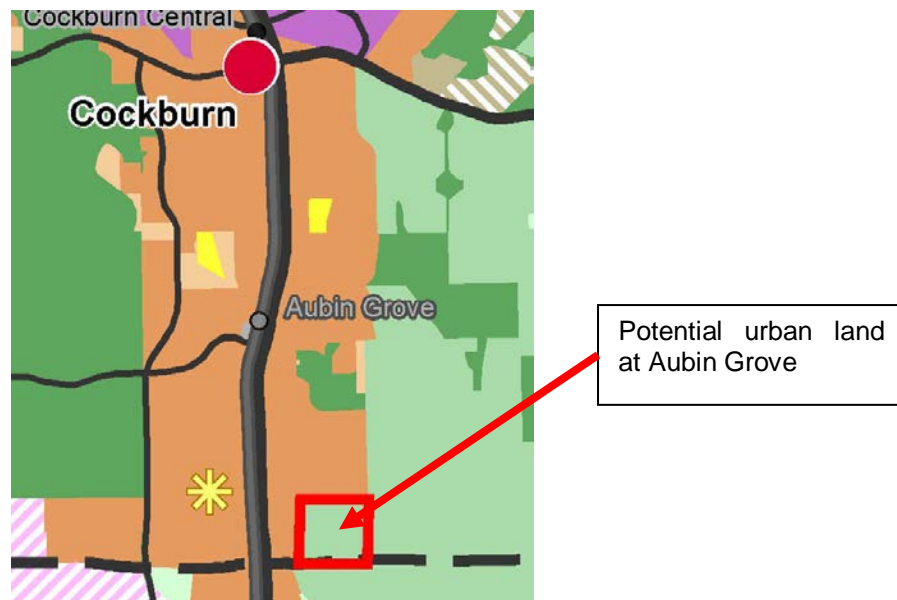 Cockburn Central
Cockburn
Aubin Grove
Potential urban land
at Aubin Grove